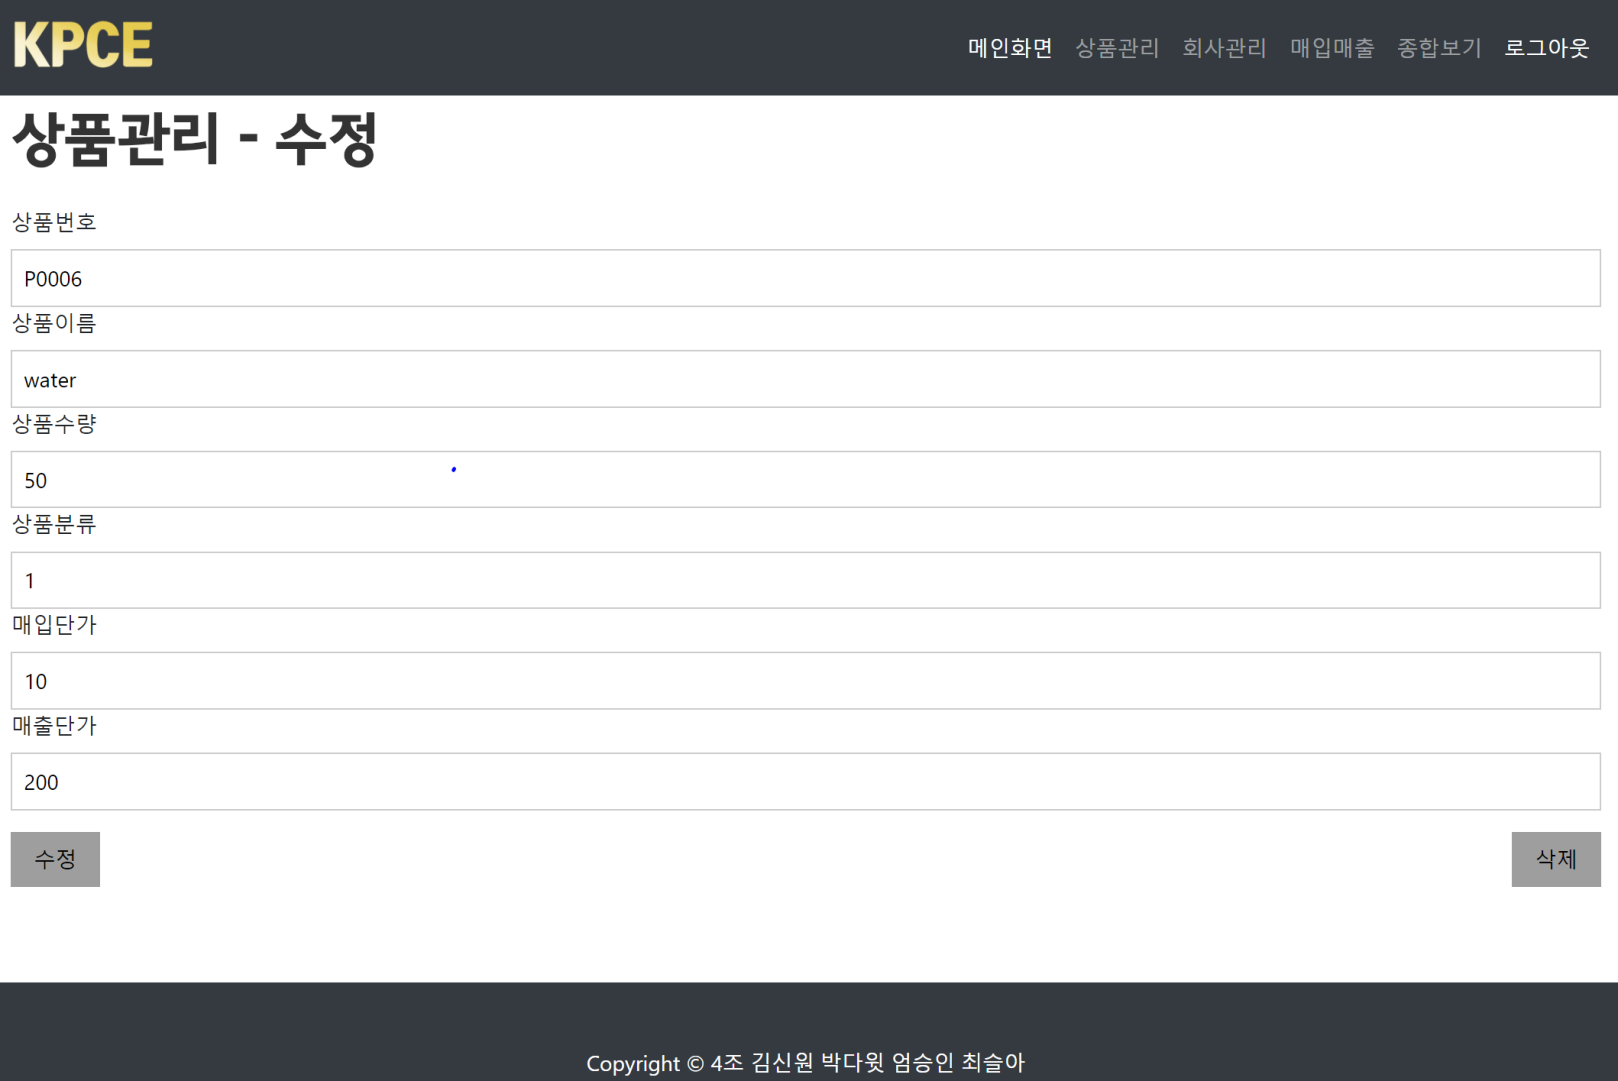 KPCE
메인화면 상품관리 회사관리 매입매출 종합보기 로그아웃
상품관리 - 수정
상품번호
P0006
상품이름
water
상품수량
50
상품분류
1
매입단가
10
매출단가
200
수정 삭제
Copyright © 4조 김신원 박다윗 엄승인 최슬아